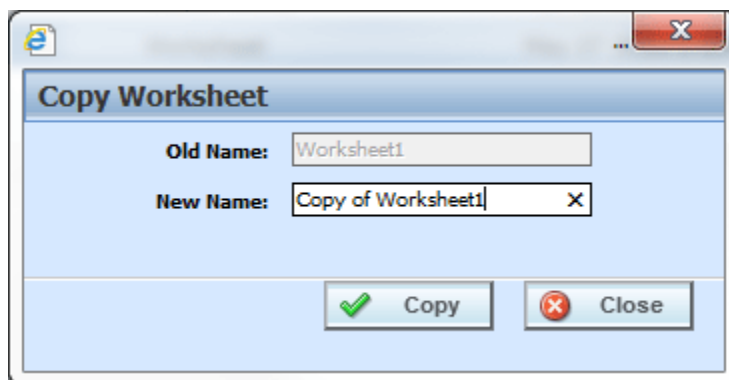 ...
Copy Worksheet
Old Name: Worksheet1
New Name: Copy of Worksheet1
Copy Close